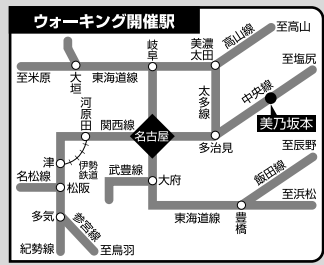 ウォーキング開催駅
至高山
高山線
美濃太田
岐阜
至塩尻
至米原
大垣
東海道線
太多線
中央線
美乃坂本
河原田
関西線
名古屋
多治見
至辰野
津
伊勢鉄道
武豊線
飯田線
名松線
松阪
大府
至浜松
多気
参宮線
東海道線
豊橋
紀勢線
至鳥羽